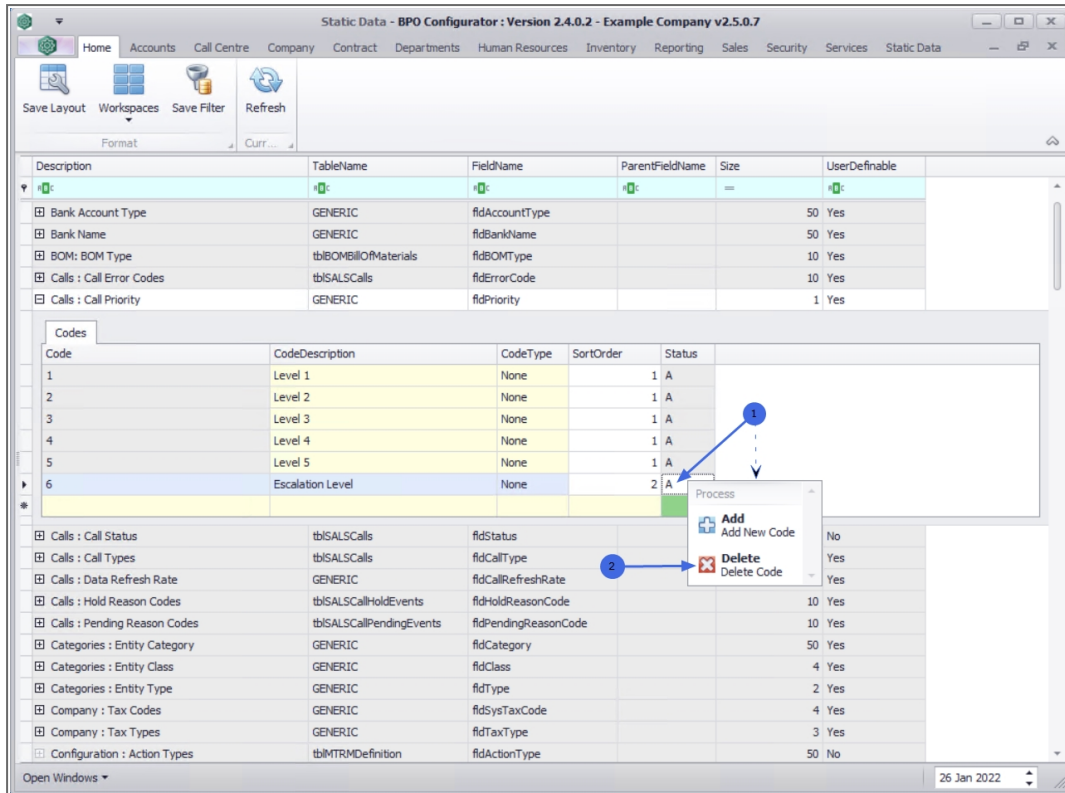 Static Data - BPO Configurator : Version 2.4.0.2 - Example Company v2.5.0.7
Home Accounts Call Centre Company Contract Departments Human Resources Inventory Reporting Sales Security Services Static Data
Save Layout Workspaces Save Filter Refresh
Format Curr...
Description TableName FieldName ParentFieldName Size UserDefinable
=
Bank Account Type GENERIC fldAccountType 50 Yes
Bank Name GENERIC fldBankName 50 Yes
BOM: BOM Type tblBOMBillOfMaterials fldBOMType 10 Yes
Calls : Call Error Codes tblSALSCalls fldErrorCode 10 Yes
Calls : Call Priority GENERIC fldPriority 1 Yes
Codes
Code CodeDescription CodeType SortOrder Status
1 Level 1 None 1 A
2 Level 2 None 1 A
3 Level 3 None 1 A
1
4 Level 4 None 1 A
5 Level 5 None 1 A
6 Escalation Level None 2 A
Process
Add
Add New Code
Delete
Delete Code
2
Calls : Call Status tblSALSCalls fldStatus No
Calls : Call Types tblSALSCalls fldCallType Yes
Calls : Data Refresh Rate GENERIC fldCallRefreshRate Yes
Calls : Hold Reason Codes tblSALSCallHoldEvents fldHoldReasonCode 10 Yes
Calls : Pending Reason Codes tblSALSCallPendingEvents fldPendingReasonCode 10 Yes
Categories : Entity Category GENERIC fldCategory 50 Yes
Categories : Entity Class GENERIC fldClass 4 Yes
Categories : Entity Type GENERIC fldType 2 Yes
Company : Tax Codes GENERIC fldSysTaxCode 4 Yes
Company : Tax Types GENERIC fldTaxType 3 Yes
Configuration : Action Types tblMTRMDefinition fldActionType 50 No
Open Windows 26 Jan 2022